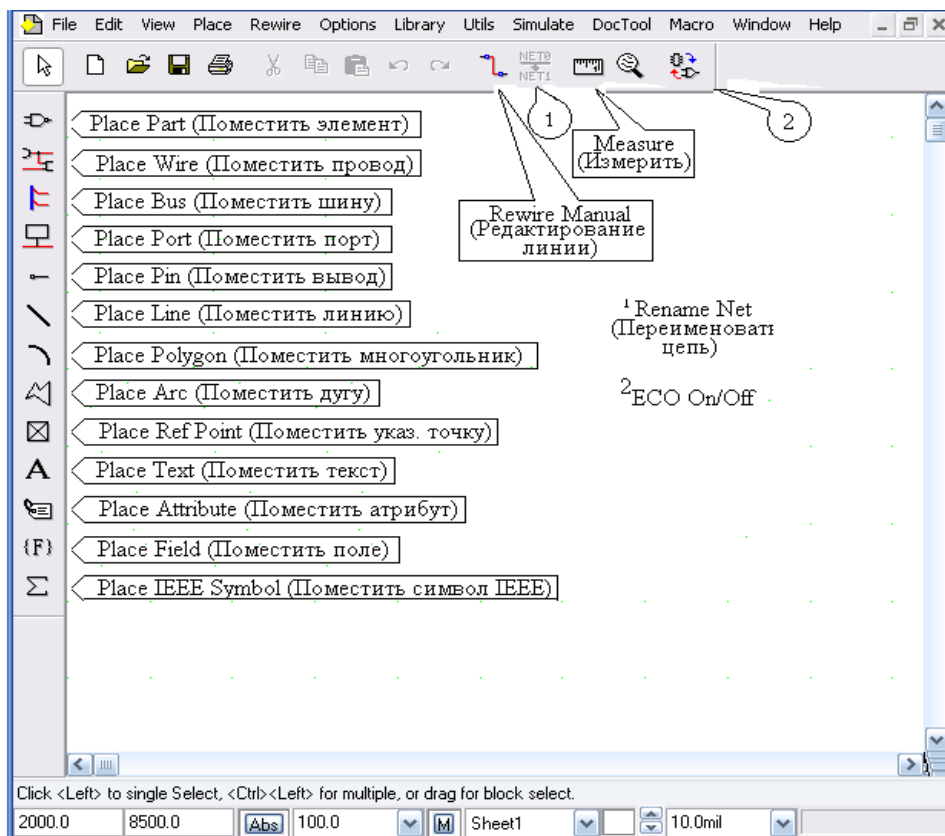 File Edit View Place Rewire Options Library Utils Simulate DocTool Macro Window Help
NET0
NET1
1
2
Measure
(Измерить)
Rewire Manual
(Редактирование
линии)
Place Part (Поместить элемент)
Place Wire (Поместить провод)
Place Bus (Поместить шину)
Place Port (Поместить порт)
Place Pin (Поместить вывод)
Place Line (Поместить линию)
Place Polygon (Поместить многоугольник)
Place Arc (Поместить дугу)
Place Ref Point (Поместить указ. точку)
A
Place Text (Поместить текст)
Place Attribute (Поместить атрибут)
{F}
Place Field (Поместить поле)
Σ
Place IEEE Symbol (Поместить символ IEEE)
1 Rename Net
(Переименоват
цепь)
2 ECO On/Off
Click <Left> to single Select, <Ctrl><Left> for multiple, or drag for block select.
2000.0 8500.0 Abs 100.0 M Sheet1 10.0mil